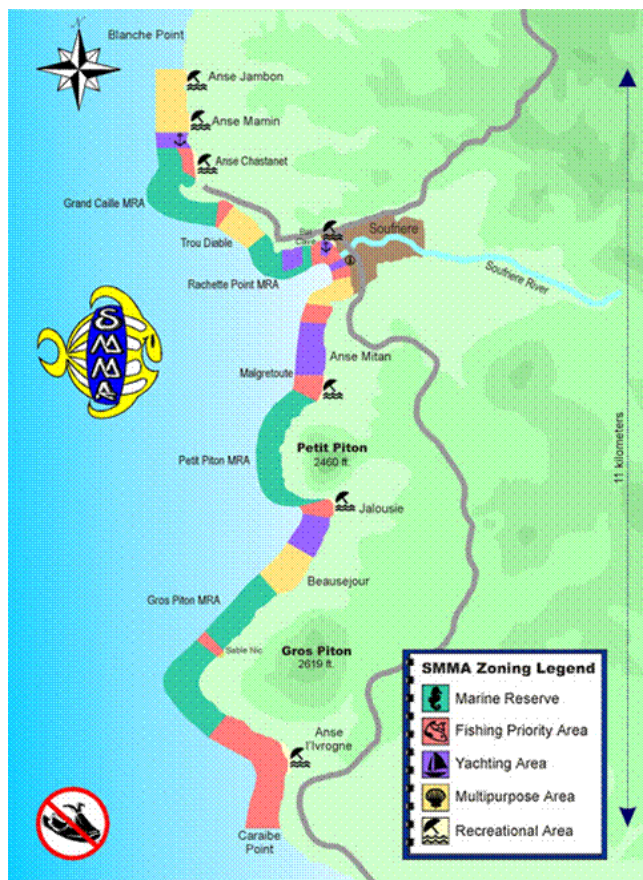 N
Blanche Point
Anse Jambon
Anse Mamin
Anse Chastanet
Grand Caille MRA
Trou Diable
Bat
Cave
Soufriere
Rachette Point MRA
Soufriere River
SMMA
Anse Mitan
Malgretoute
Petit Piton
2460 ft.
Petit Piton MRA
11 kilometers
Jalousie
Beausejour
Gros Piton MRA
Sable Nic
Gros Piton
2619 ft.
Anse
l'Ivrogne
Caraibe
Point
SMMA Zoning Legend
Marine Reserve
Fishing Priority Area
Yachting Area
Multipurpose Area
Recreational Area